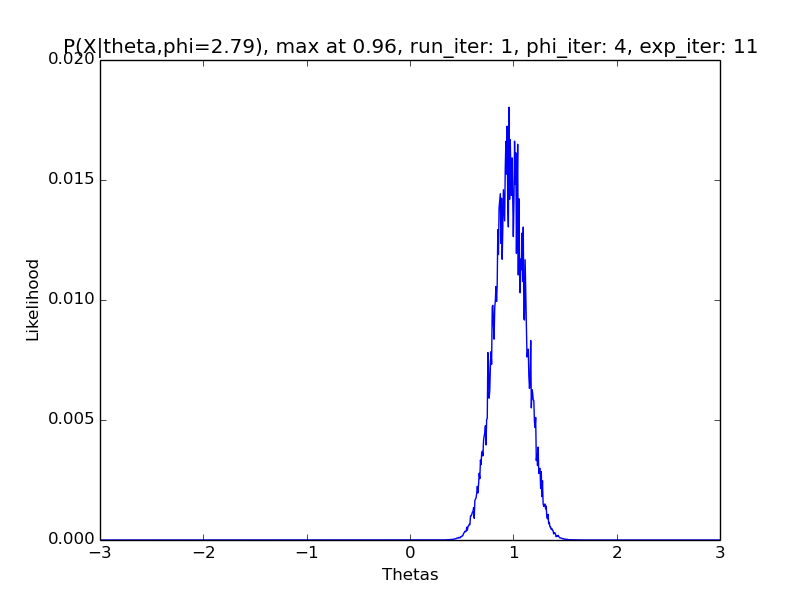 P(X|theta,phi=2.79), max at 0.96, run_iter: 1, phi_iter: 4, exp_iter: 11
0.020
0.015
0.010
0.005
0.000
Likelihood
−3 −2 −1 0 1 2 3
Thetas